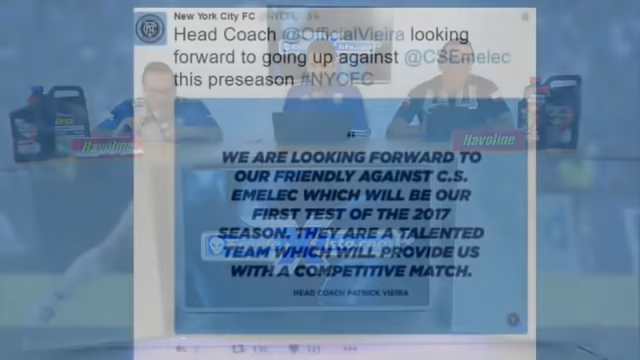 New York City FC
Head Coach @OfficialVieira looking
forward to going up against @CSEmelec
this preseason #NYCFC
Havoline
Havoline
"
WE ARE LOOKING FORWARD TO
OUR FRIENDLY AGAINST C.S.
EMELEC WHICH WILL BE OUR
FIRST TEST OF THE 2017
SEASON. THEY ARE A TALENTED
TEAM WHICH WILL PROVIDE US
WITH A COMPETITIVE MATCH.
HEAD COACH PATRICK VIEIRA
121